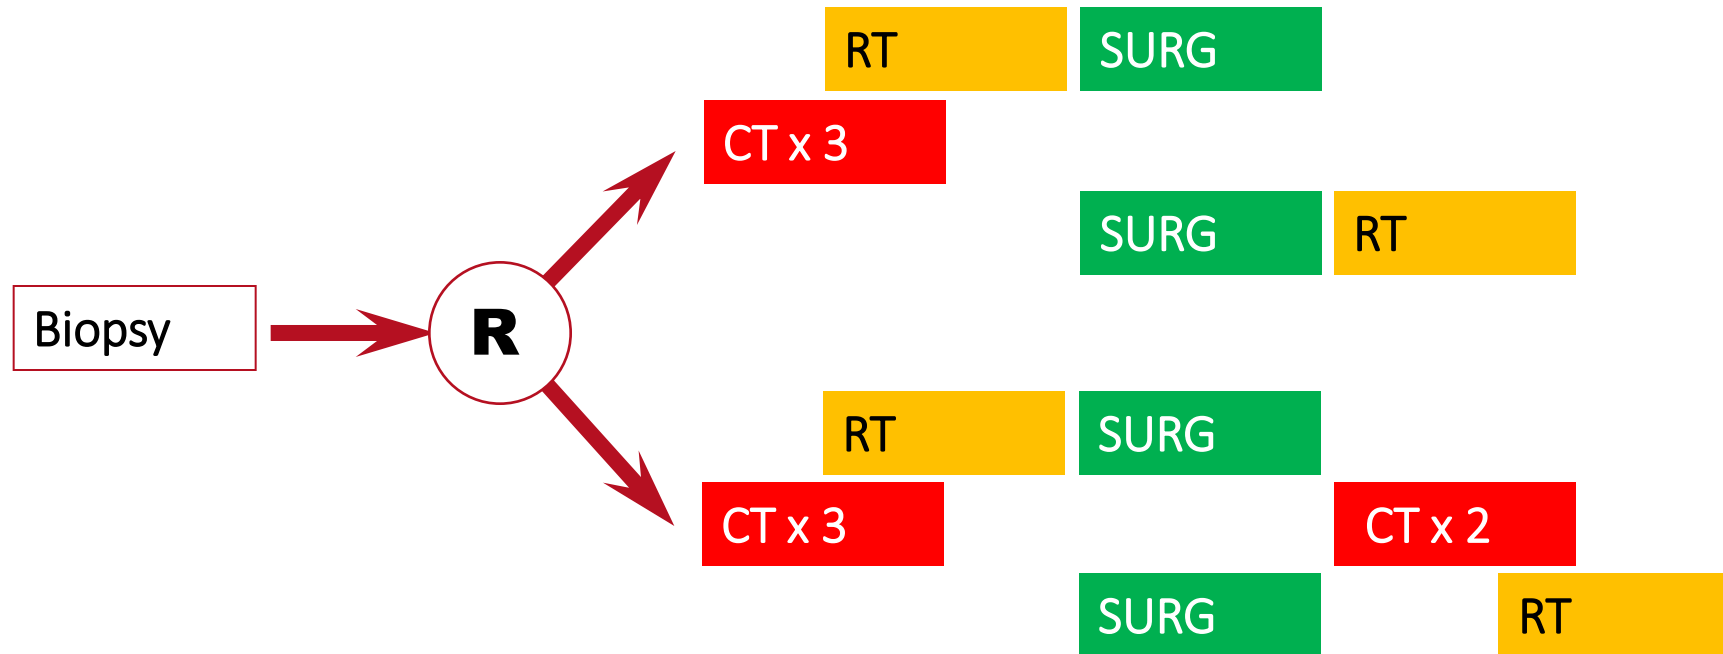 RT SURG
CT x 3
SURG RT
Biopsy
R
RT SURG
CT x 3 CT x 2
SURG RT